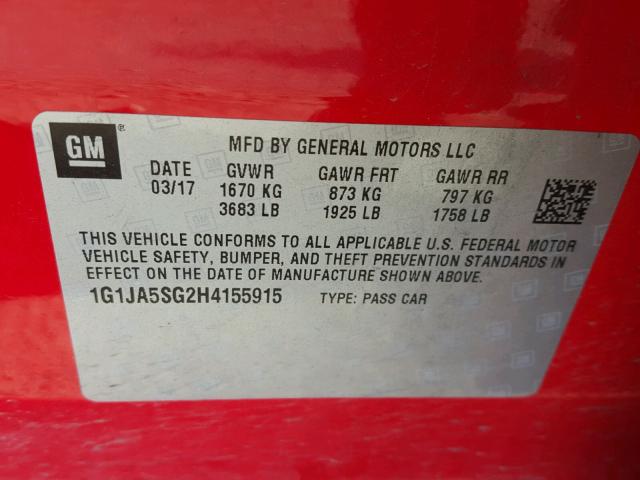 GM ®
MFD BY GENERAL MOTORS LLC
DATE GVWR GAWR FRT GAWR RR
03/17 1670 KG 873 KG 797 KG
3683 LB 1925 LB 1758 LB
THIS VEHICLE CONFORMS TO ALL APPLICABLE U.S. FEDERAL MOTOR
VEHICLE SAFETY, BUMPER, AND THEFT PREVENTION STANDARDS IN
EFFECT ON THE DATE OF MANUFACTURE SHOWN ABOVE.
1G1JA5SG2H4155915 TYPE: PASS CAR